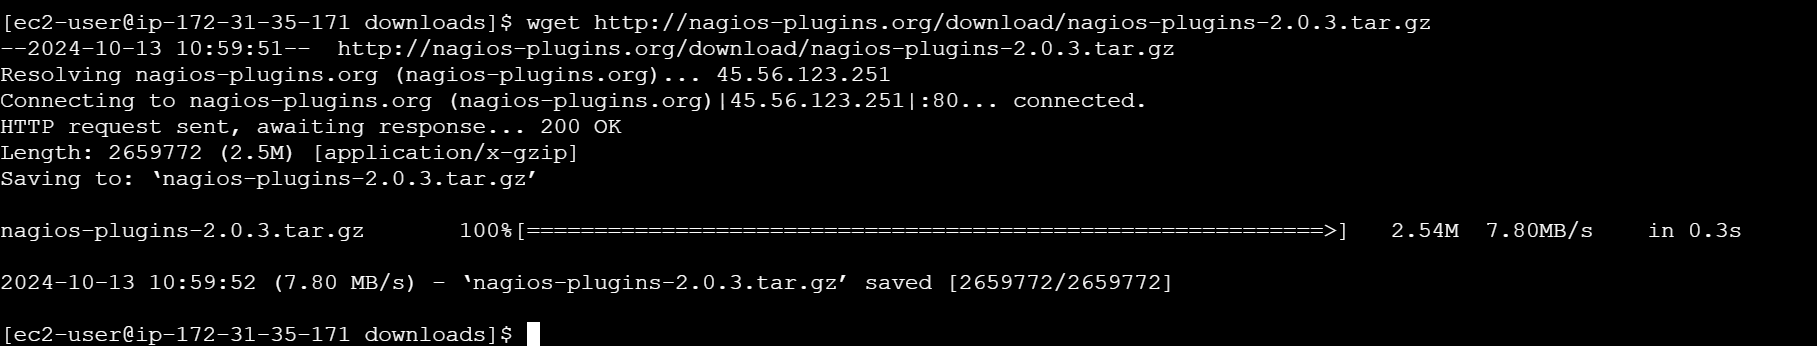 [ec2-user@ip-172-31-35-171 downloads]$ wget http://nagios-plugins.org/download/nagios-plugins-2.0.3.tar.gz
--2024-10-13 10:59:51--  http://nagios-plugins.org/download/nagios-plugins-2.0.3.tar.gz
Resolving nagios-plugins.org (nagios-plugins.org)... 45.56.123.251
Connecting to nagios-plugins.org (nagios-plugins.org)|45.56.123.251|:80... connected.
HTTP request sent, awaiting response... 200 OK
Length: 2659772 (2.5M) [application/x-gzip]
Saving to: ‘nagios-plugins-2.0.3.tar.gz’
nagios-plugins-2.0.3.tar.gz       100%[===========================================================>]   2.54M  7.80MB/s    in 0.3s
2024-10-13 10:59:52 (7.80 MB/s) - ‘nagios-plugins-2.0.3.tar.gz’ saved [2659772/2659772]
[ec2-user@ip-172-31-35-171 downloads]$